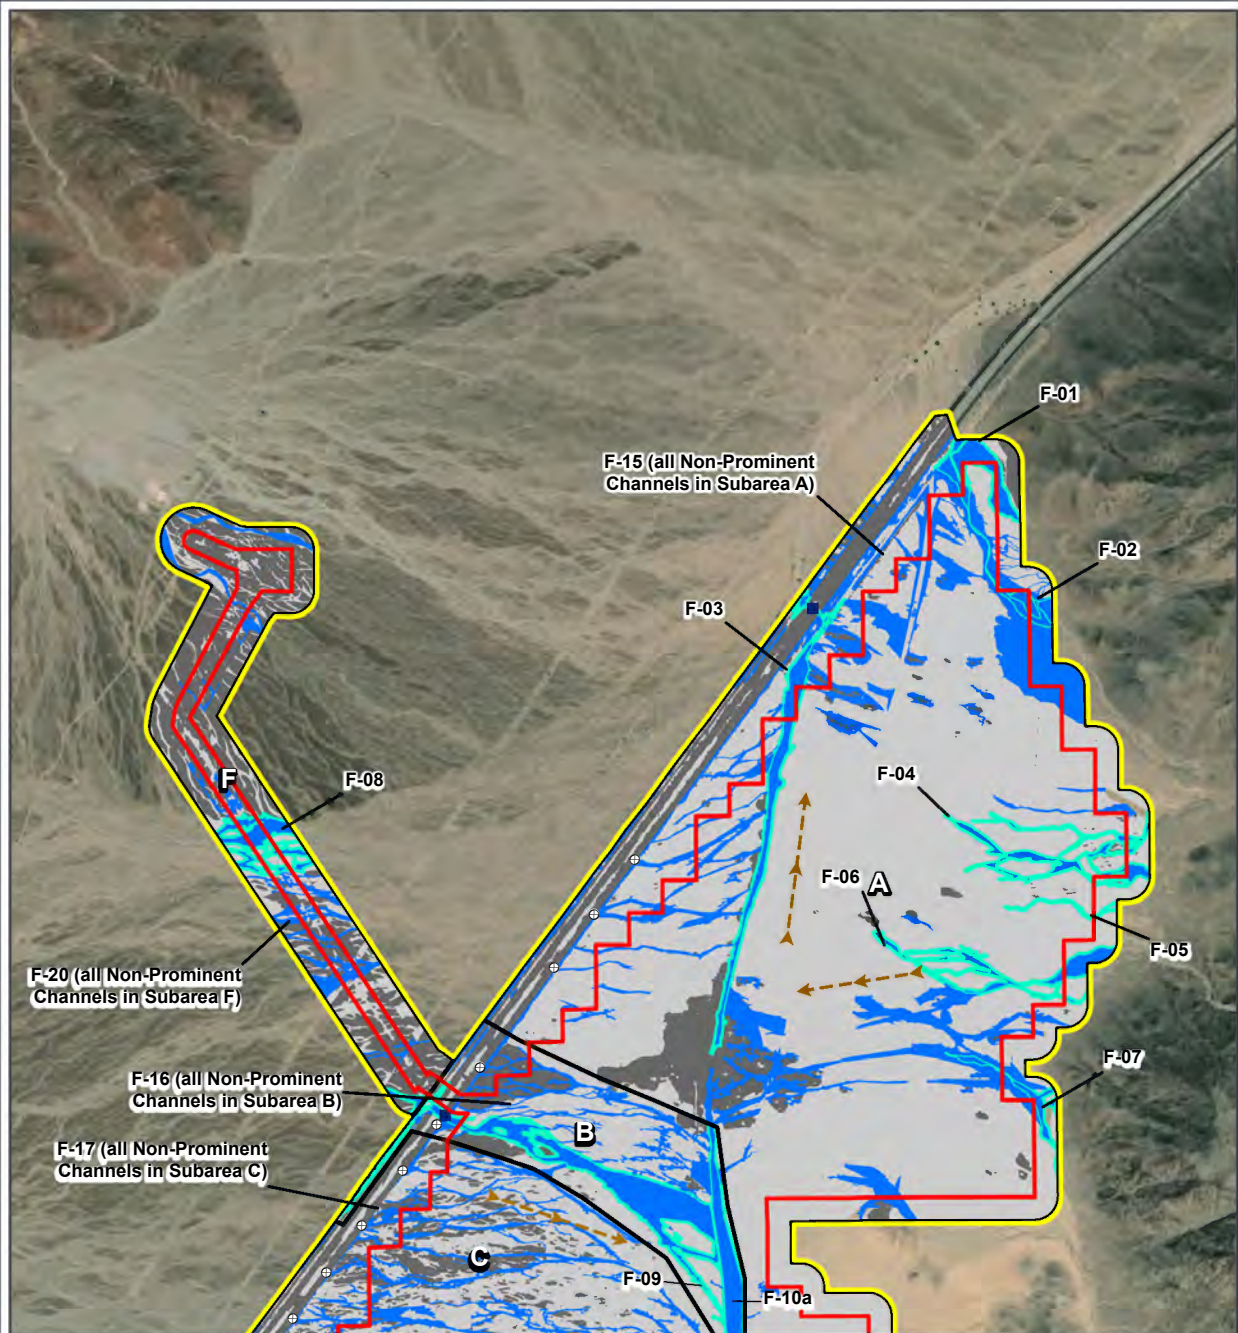 F-01
F-15 (all Non-Prominent
Channels in Subarea A)
F-02
F-03
F-04
F-08
F
F-06
A
F-05
F-20 (all Non-Prominent
Channels in Subarea F)
F-07
F-16 (all Non-Prominent
Channels in Subarea B)
B
F-17 (all Non-Prominent
Channels in Subarea C)
C
F-09
F-10a